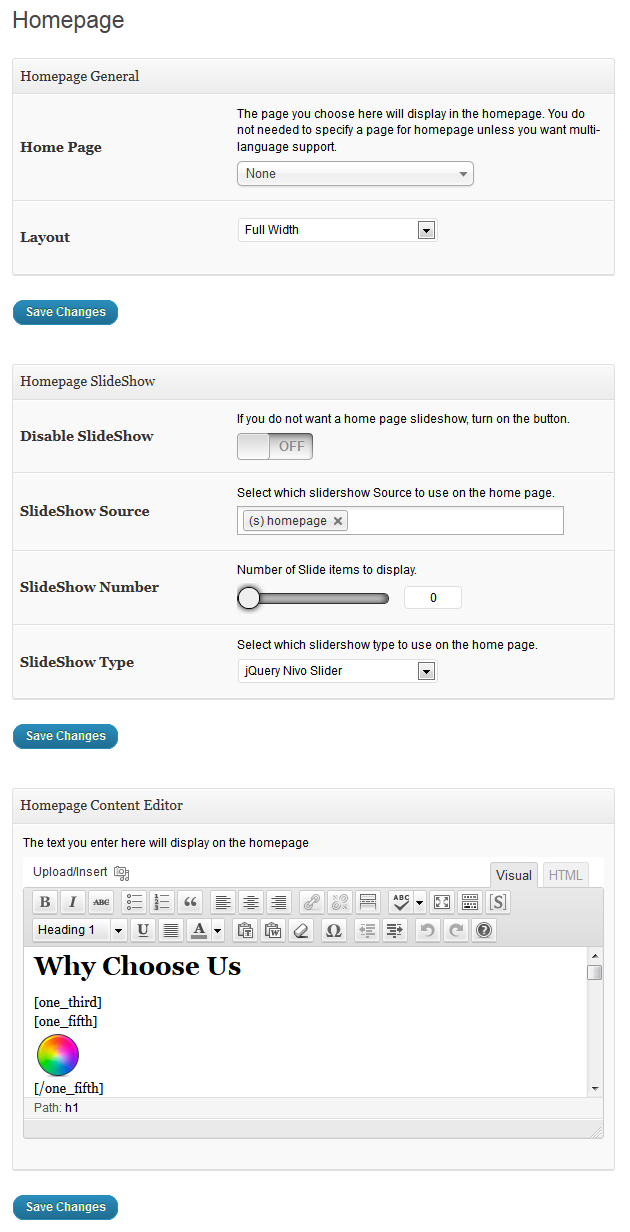 Homepage
Homepage General
Home Page
The page you choose here will display in the homepage. You do
not needed to specify a page for homepage unless you want multi-
language support.
None
Layout
Full Width
Save Changes
Homepage SlideShow
Disable SlideShow
If you do not want a home page slideshow, turn on the button.
OFF
SlideShow Source
Select which slidershow Source to use on the home page.
(s) homepage ×
SlideShow Number
Number of Slide items to display.
0
SlideShow Type
Select which slidershow type to use on the home page.
jQuery Nivo Slider
Save Changes
Homepage Content Editor
The text you enter here will display on the homepage
Upload/Insert
Visual HTML
B I ABC ABC S
Heading 1 U A T W Ω ?
Why Choose Us
[one_third]
[one_fifth]
[/one_fifth]
Path: h1
Save Changes